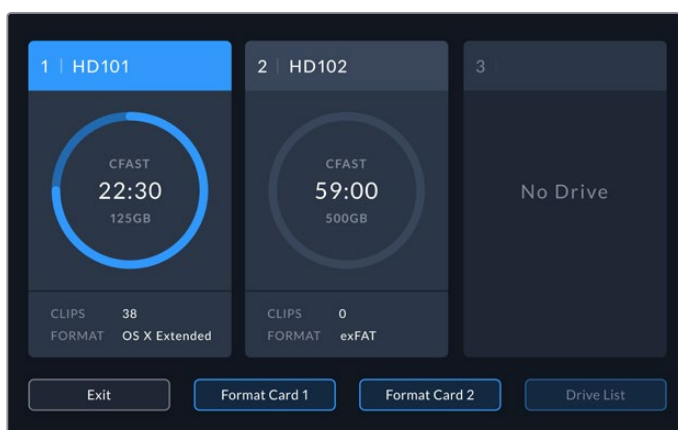 1 | HD101
CFAST
22:30
125GB
CLIPS 38
FORMAT OS X Extended
2 | HD102
CFAST
59:00
500GB
CLIPS 0
FORMAT exFAT
3
No Drive
Exit
Format Card 1
Format Card 2
Drive List